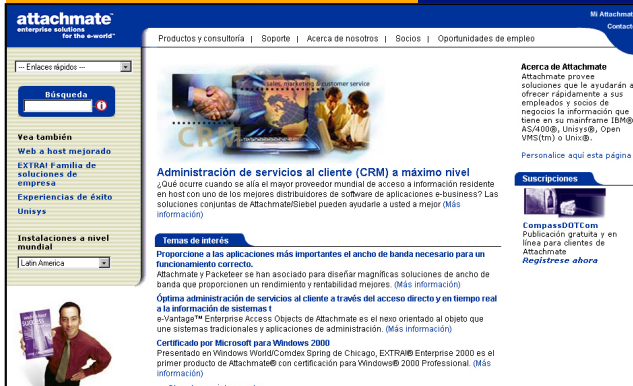 attachmate™
enterprise solutions
for the e-world™
Mi Attachmate
Contacto
Productos y consultoría | Soporte | Acerca de nosotros | Socios | Oportunidades de empleo
--- Enlaces rápidos ---
Búsqueda
Vea también
Web a host mejorado
EXTRA! Familia de
soluciones de
empresa
Experiencias de éxito
Unisys
Instalaciones a nivel
mundial
Latin America
sales, marketing & customer service
CRM
Administración de servicios al cliente (CRM) a máximo nivel
¿Qué ocurre cuando se alía el mayor proveedor mundial de acceso a información residente
en host con uno de los mejores distribuidores de software de aplicaciones e-business? Las
soluciones conjuntas de Attachmate/Siebel pueden ayudarle a usted a mejor (Más
información)
Temas de interés
Proporcione a las aplicaciones más importantes el ancho de banda necesario para un
funcionamiento correcto.
Attachmate y Packeteer se han asociado para diseñar magníficas soluciones de ancho de
banda que proporcionen un rendimiento y rentabilidad mejores. (Más información)
Óptima administración de servicios al cliente a través del acceso directo y en tiempo real
a la información de sistemas t
e-Vantage™ Enterprise Access Objects de Attachmate es el nexo orientado al objeto que
une sistemas tradicionales y aplicaciones de administración. (Más información)
Certificado por Microsoft para Windows 2000
Presentado en Windows World/Comdex Spring de Chicago, EXTRA!® Enterprise 2000 es el
primer producto de Attachmate® con certificación para Windows® 2000 Professional. (Más
información)
Acerca de Attachmate
Attachmate provee
soluciones que le ayudarán a
ofrecer rápidamente a sus
empleados y socios de
negocios la información que
tiene en su mainframe IBM®
AS/400®, Unisys®, Open
VMS(tm) o Unix®.
Personalice aquí esta página
Suscripciones
CompassDOTCom
Publicación gratuita y en
línea para clientes de
Attachmate
Regístrese ahora